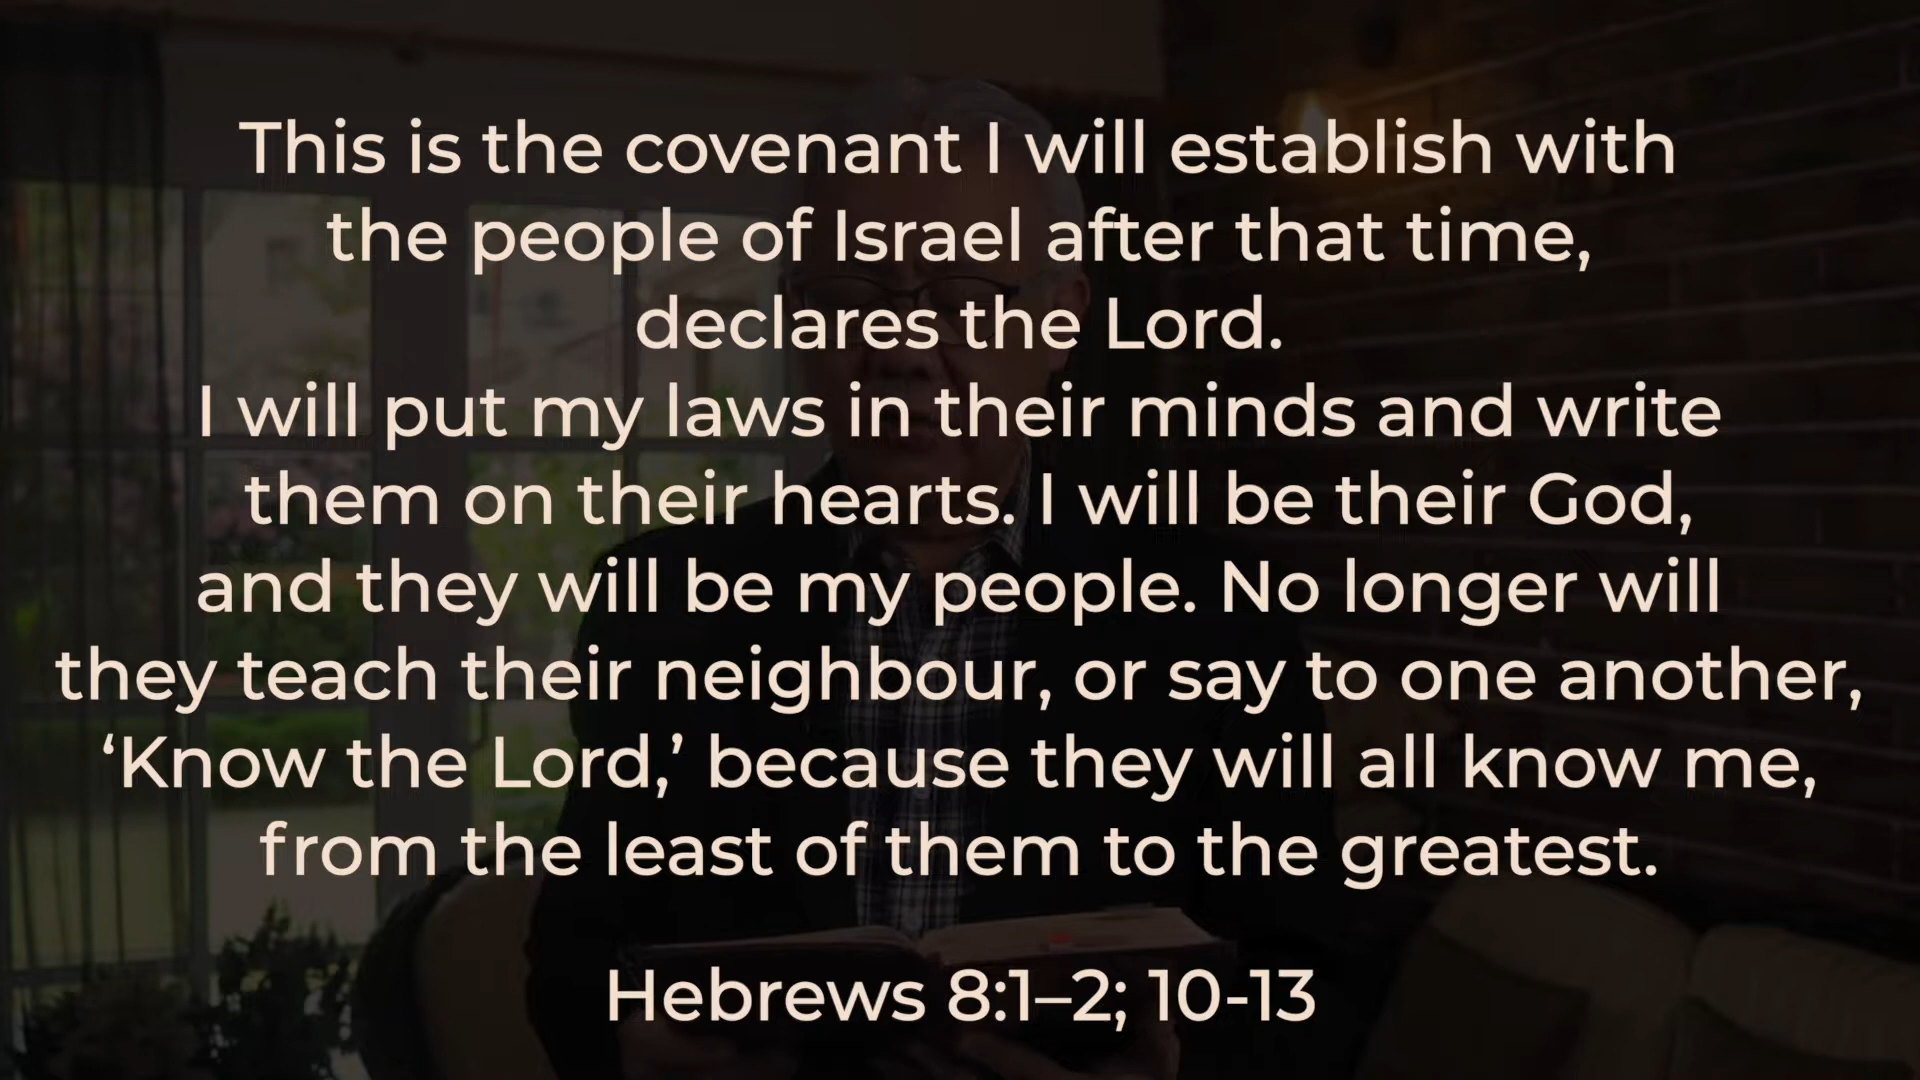 This is the covenant I will establish with
the people of Israel after that time,
declares the Lord.
I will put my laws in their minds and write
them on their hearts. I will be their God,
and they will be my people. No longer will
they teach their neighbour, or say to one another,
‘Know the Lord,’ because they will all know me,
from the least of them to the greatest.
Hebrews 8:1–2; 10-13